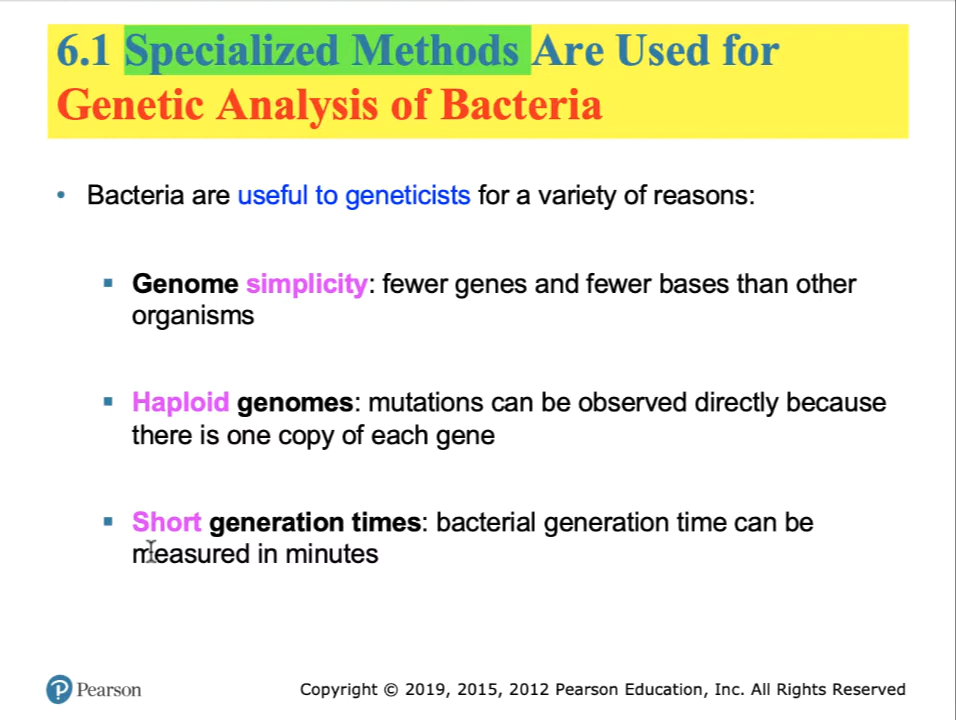 6.1 Specialized Methods Are Used for
Genetic Analysis of Bacteria
• Bacteria are useful to geneticists for a variety of reasons:
▪ Genome simplicity: fewer genes and fewer bases than other
organisms
▪ Haploid genomes: mutations can be observed directly because
there is one copy of each gene
▪ Short generation times: bacterial generation time can be
measured in minutes
Pearson
Copyright © 2019, 2015, 2012 Pearson Education, Inc. All Rights Reserved